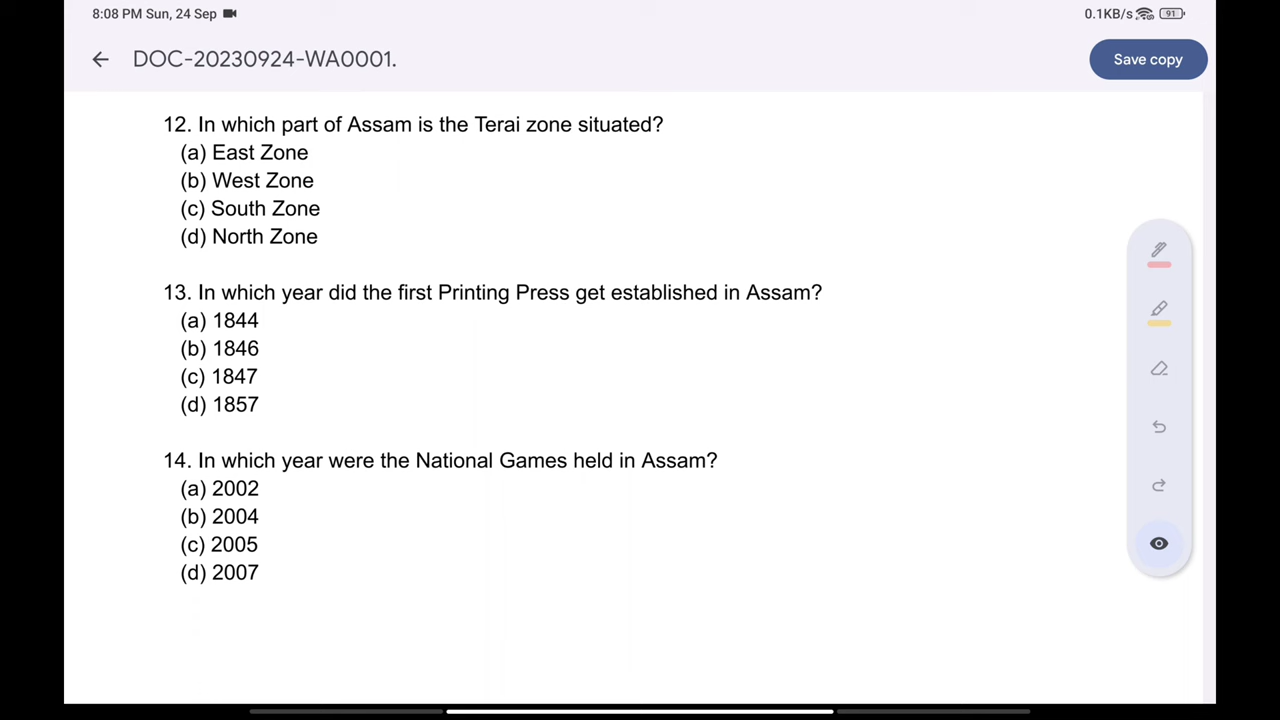 8:08 PM Sun, 24 Sep
0.1KB/s
91
DOC-20230924-WA0001.
Save copy
12. In which part of Assam is the Terai zone situated?
(a) East Zone
(b) West Zone
(c) South Zone
(d) North Zone
13. In which year did the first Printing Press get established in Assam?
(a) 1844
(b) 1846
(c) 1847
(d) 1857
14. In which year were the National Games held in Assam?
(a) 2002
(b) 2004
(c) 2005
(d) 2007